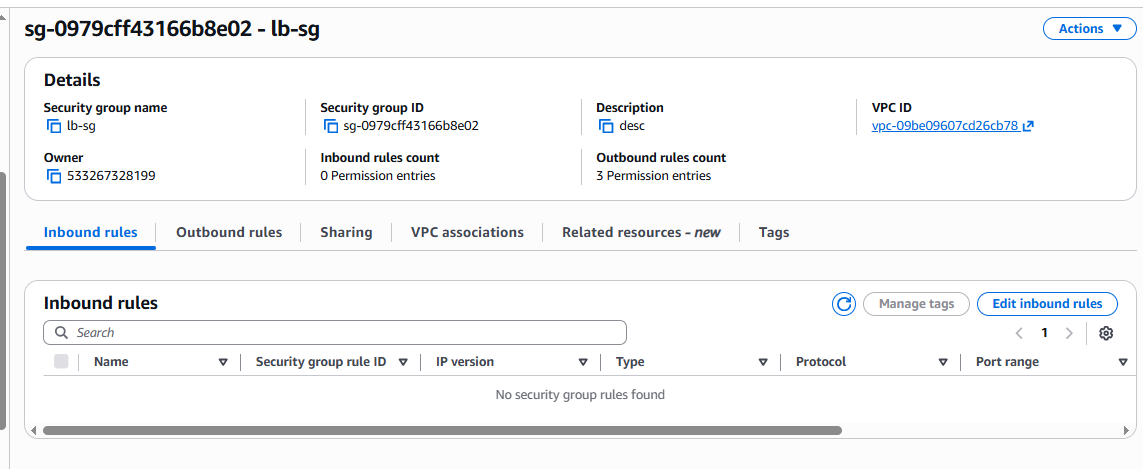 sg-0979cff43166b8e02 - lb-sg
Actions
Details
Security group name
lb-sg
Security group ID
sg-0979cff43166b8e02
Description
desc
VPC ID
vpc-09be09607cd26cb78
Owner
533267328199
Inbound rules count
0 Permission entries
Outbound rules count
3 Permission entries
Inbound rules Outbound rules Sharing VPC associations Related resources - new Tags
Inbound rules
Manage tags Edit inbound rules
Search
1
Name Security group rule ID IP version Type Protocol Port range
No security group rules found